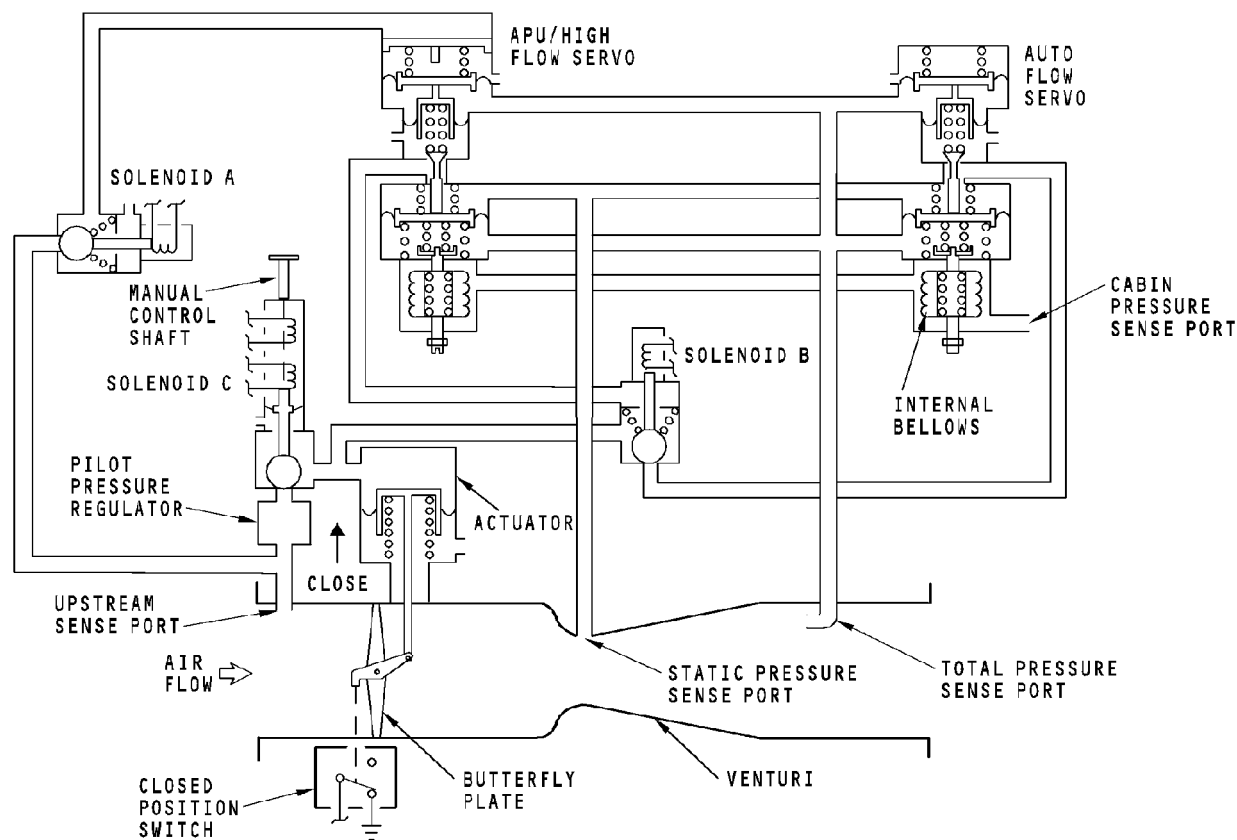 APU/HIGH
FLOW SERVO
AUTO
FLOW
SERVO
SOLENOID A
MANUAL
CONTROL
SHAFT
SOLENOID C
SOLENOID B
CABIN
PRESSURE
SENSE PORT
INTERNAL
BELLOWS
PILOT
PRESSURE
REGULATOR
ACTUATOR
CLOSE
UPSTREAM
SENSE PORT
AIR
FLOW
STATIC PRESSURE
SENSE PORT
TOTAL PRESSURE
SENSE PORT
CLOSED
POSITION
SWITCH
BUTTERFLY
PLATE
VENTURI